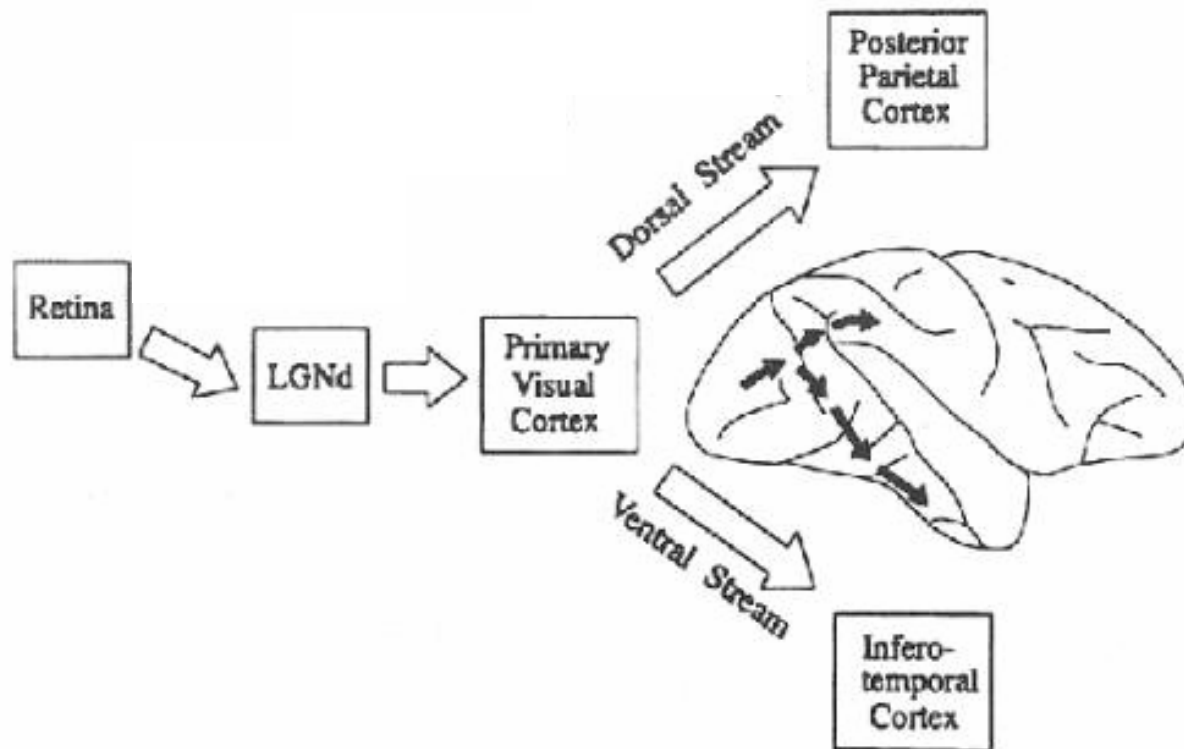 Posterior
Parietal
Cortex
Dorsal Stream
Retina
LGNd
Primary
Visual
Cortex
Ventral Stream
Infero-
temporal
Cortex